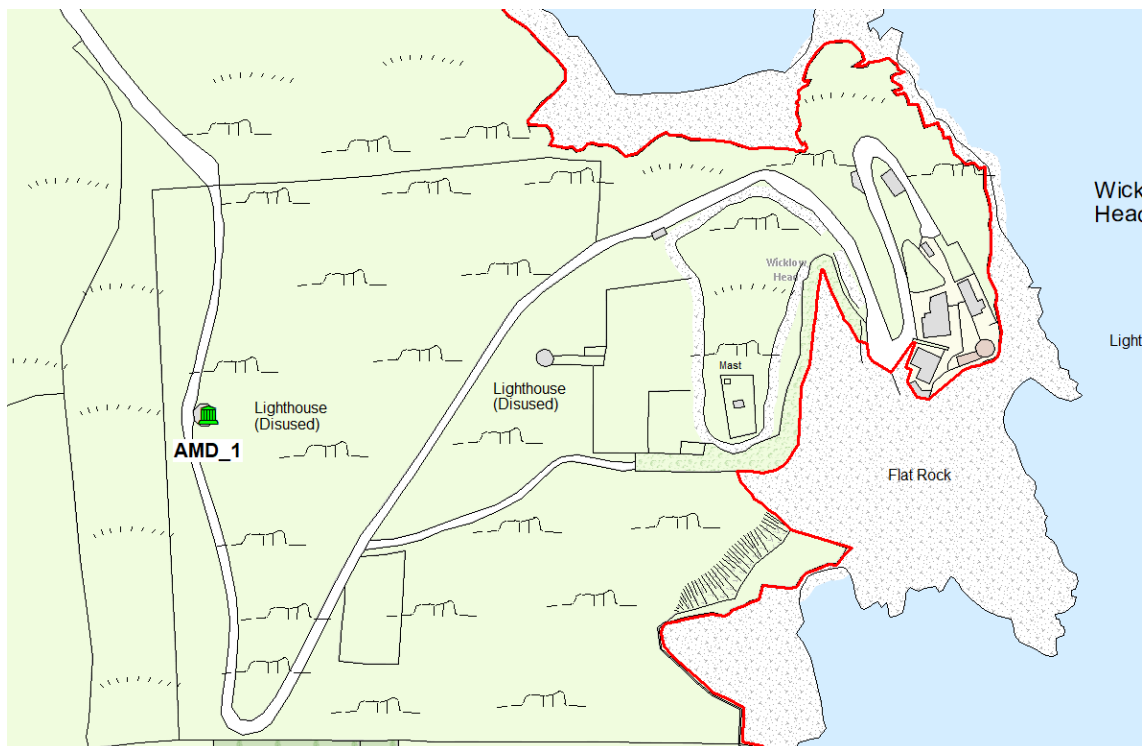 Wick
Head
Wicklow
Head
Light
Mast
Lighthouse
(Disused)
Lighthouse
(Disused)
AMD_1
Flat Rock